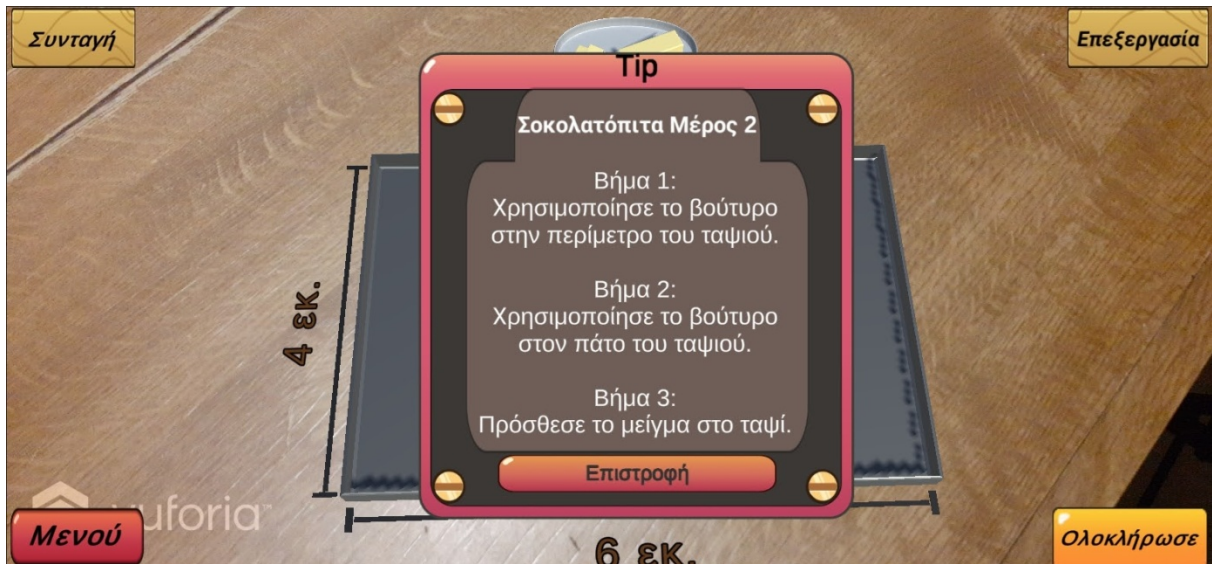 Συνταγή
Επεξεργασία
Tip
Σοκολατόπιτα Μέρος 2
Βήμα 1:
Χρησιμοποίησε το βούτυρο
στην περίμετρο του ταψιού.
Βήμα 2:
Χρησιμοποίησε το βούτυρο
στον πάτο του ταψιού.
Βήμα 3:
Πρόσθεσε το μείγμα στο ταψί.
Επιστροφή
4 εκ.
6 εκ.
vuforia™
Μενού
Ολοκλήρωσε